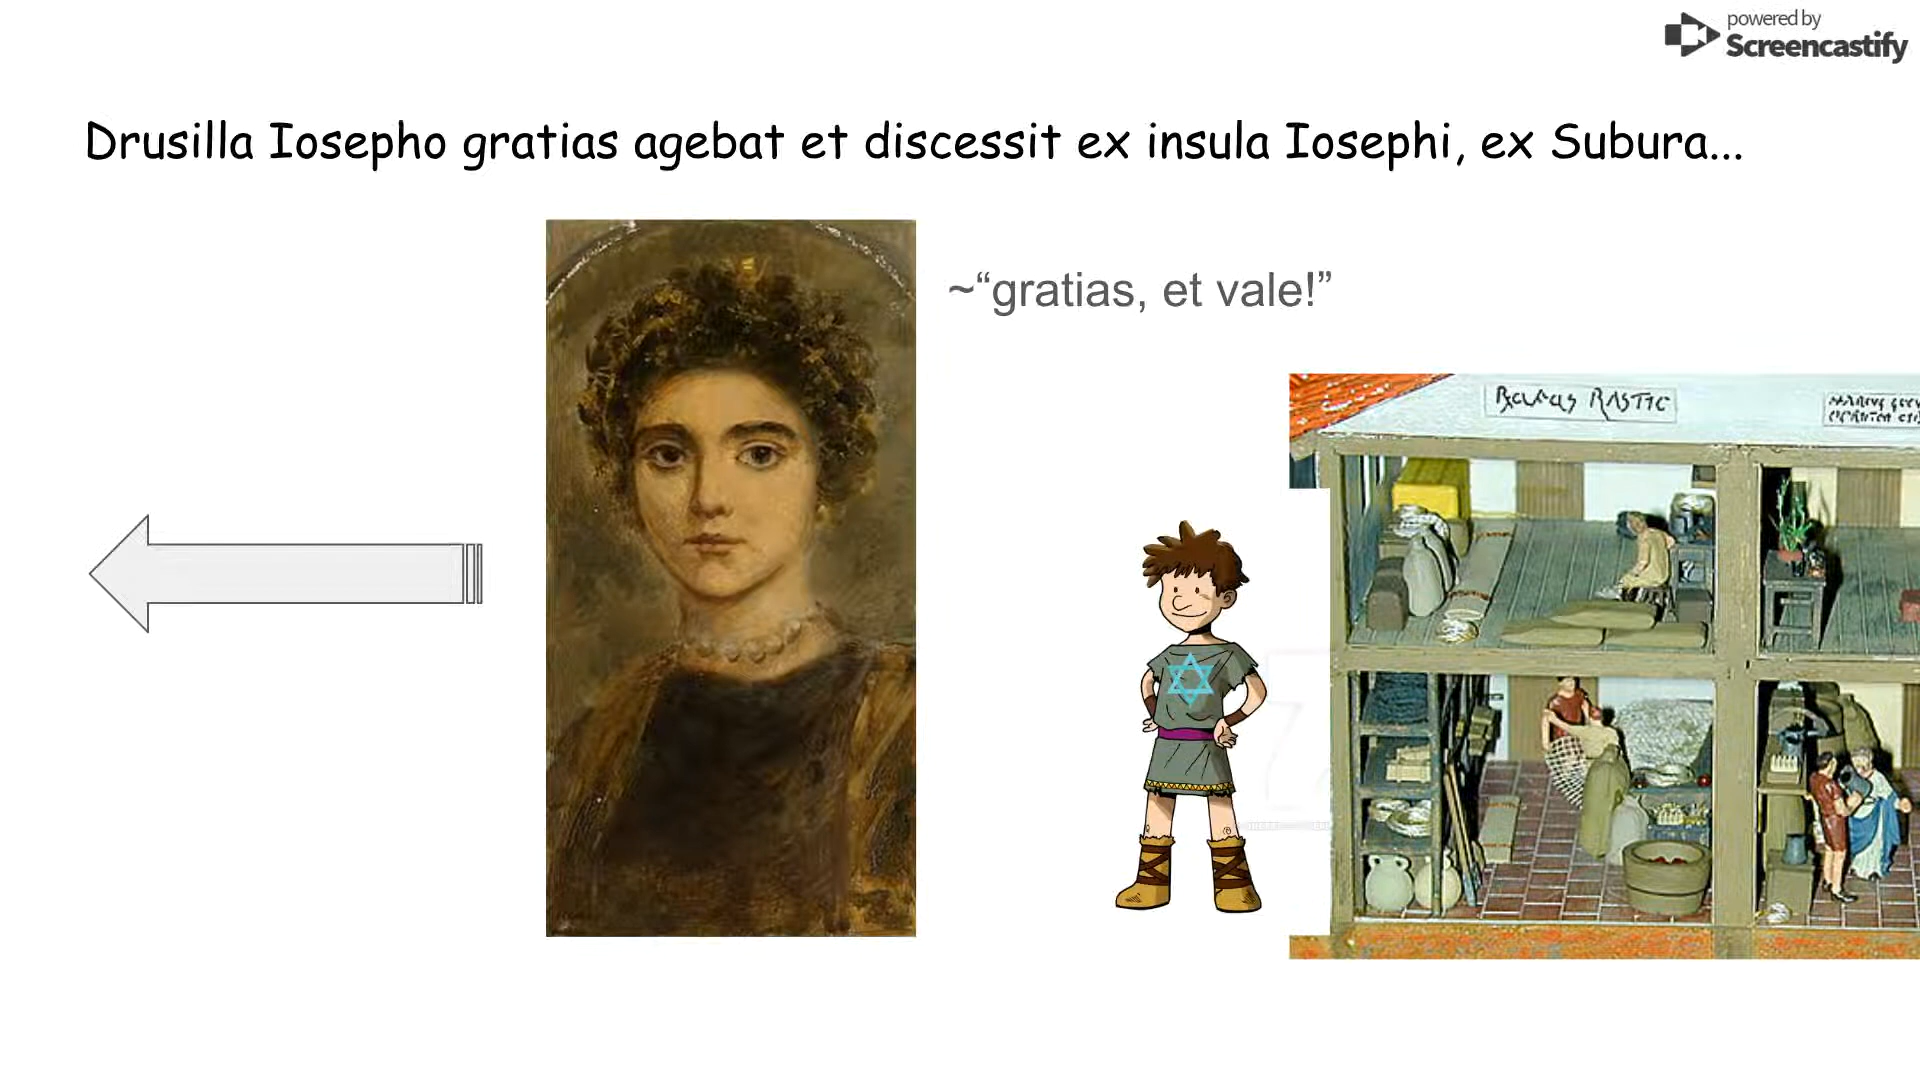 powered by
Screencastify
Drusilla Iosepho gratias agebat et discessit ex insula Iosephi, ex Subura...
~“gratias, et vale!”